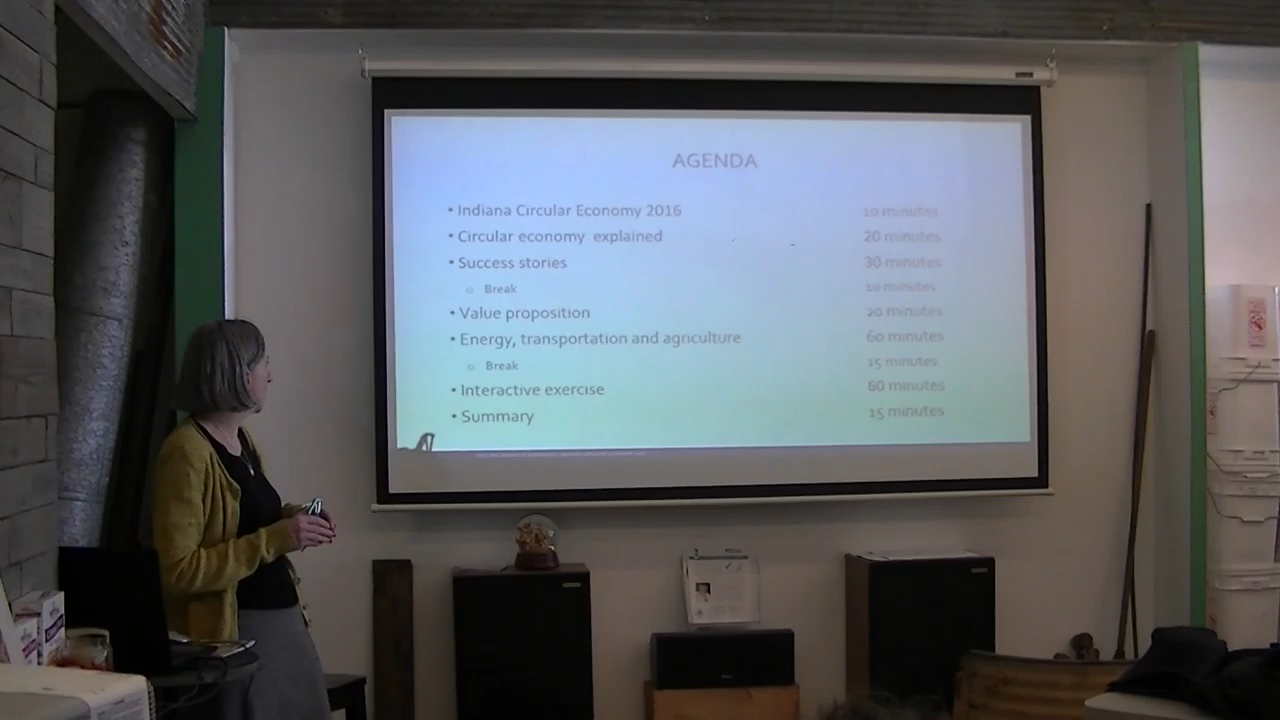 AGENDA
• Indiana Circular Economy 2016 10 minutes
• Circular economy explained 20 minutes
• Success stories 30 minutes
o Break 10 minutes
• Value proposition 20 minutes
• Energy, transportation and agriculture 60 minutes
o Break 15 minutes
• Interactive exercise 60 minutes
• Summary 15 minutes